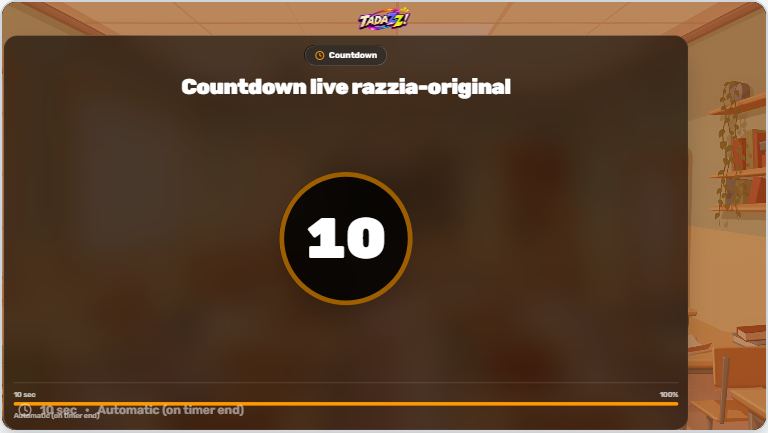 TADAZZ!
Countdown
Countdown live razzia-original
10
10 sec
100%
10 sec • Automatic (on timer end)
Automatic (on timer end)